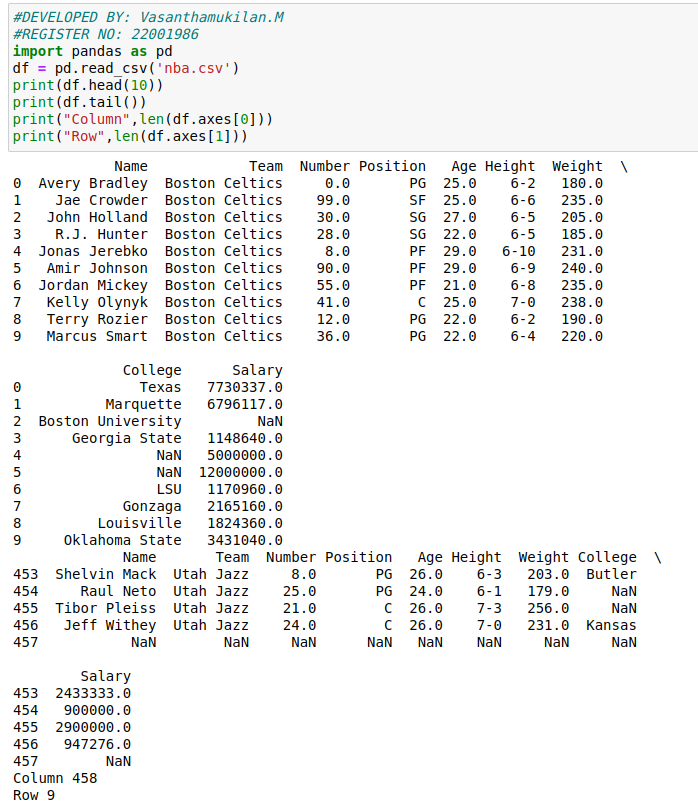 #DEVELOPED BY: Vasanthamukilan.M
#REGISTER NO: 22001986
import pandas as pd
df = pd.read_csv('nba.csv')
print(df.head(10))
print(df.tail())
print("Column",len(df.axes[0]))
print("Row",len(df.axes[1]))
            Name            Team  Number Position   Age Height  Weight  \
0  Avery Bradley  Boston Celtics     0.0       PG  25.0    6-2   180.0
1    Jae Crowder  Boston Celtics    99.0       SF  25.0    6-6   235.0
2   John Holland  Boston Celtics    30.0       SG  27.0    6-5   205.0
3    R.J. Hunter  Boston Celtics    28.0       SG  22.0    6-5   185.0
4  Jonas Jerebko  Boston Celtics     8.0       PF  29.0   6-10   231.0
5   Amir Johnson  Boston Celtics    90.0       PF  29.0    6-9   240.0
6  Jordan Mickey  Boston Celtics    55.0       PF  21.0    6-8   235.0
7   Kelly Olynyk  Boston Celtics    41.0        C  25.0    7-0   238.0
8   Terry Rozier  Boston Celtics    12.0       PG  22.0    6-2   190.0
9   Marcus Smart  Boston Celtics    36.0       PG  22.0    6-4   220.0
             College      Salary
0              Texas   7730337.0
1          Marquette   6796117.0
2  Boston University         NaN
3      Georgia State   1148640.0
4                NaN   5000000.0
5                NaN  12000000.0
6                LSU   1170960.0
7            Gonzaga   2165160.0
8         Louisville   1824360.0
9     Oklahoma State   3431040.0
             Name       Team  Number Position   Age Height  Weight College  \
453  Shelvin Mack  Utah Jazz     8.0       PG  26.0    6-3   203.0  Butler
454     Raul Neto  Utah Jazz    25.0       PG  24.0    6-1   179.0     NaN
455  Tibor Pleiss  Utah Jazz    21.0        C  26.0    7-3   256.0     NaN
456   Jeff Withey  Utah Jazz    24.0        C  26.0    7-0   231.0  Kansas
457           NaN        NaN     NaN      NaN   NaN    NaN     NaN     NaN
        Salary
453  2433333.0
454   900000.0
455  2900000.0
456   947276.0
457        NaN
Column 458
Row 9